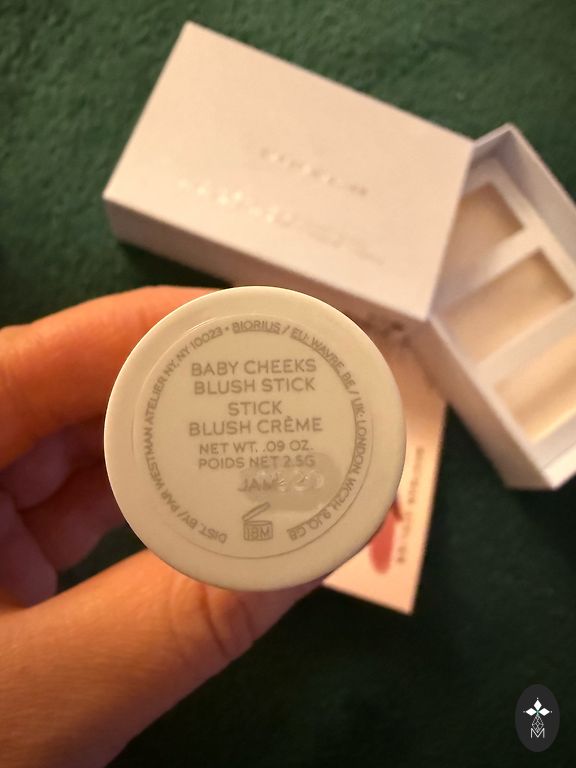 DIST. BY/ PAR WESTMAN ATELIER NY, NY 10023 • BIORIUS / EU: WAVRE, BE / UK: LONDON, WC2H 9JQ, GB
BABY CHEEKS
BLUSH STICK
STICK
BLUSH CRÈME
NET WT. .09 OZ.
POIDS NET 2.5G
18M
M